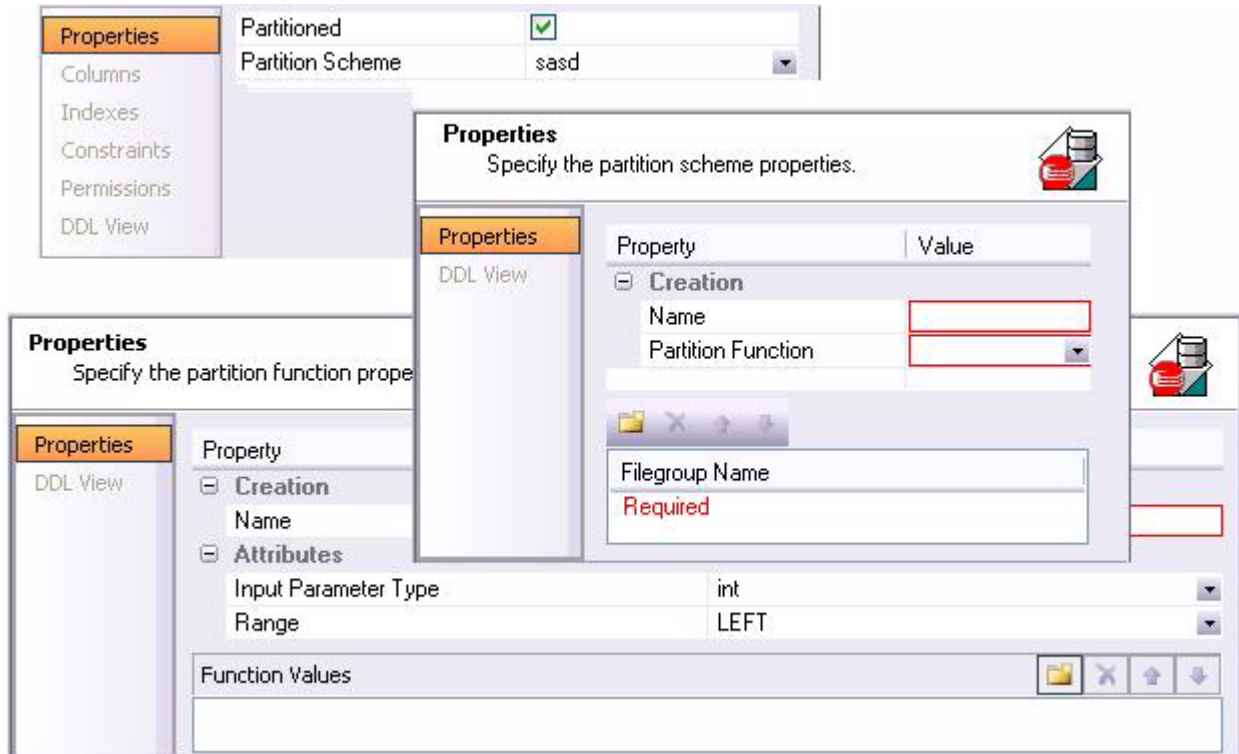 Properties
Partitioned
Partition Scheme sasd
Columns
Indexes
Constraints
Permissions
DDL View
Properties
Specify the partition scheme properties.
Properties
DDL View
Property Value
Creation
Name
Partition Function
Filegroup Name
Required
Properties
Specify the partition function prope
Properties
DDL View
Property
Creation
Name
Attributes
Input Parameter Type int
Range LEFT
Function Values